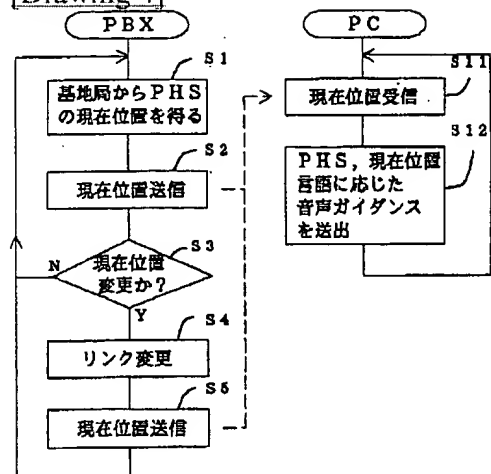 Drawing
PBX
S1
基地局からPHS
の現在位置を得る
S2
現在位置送信
S3
現在位置
変更か？
N
Y
S4
リンク変更
S5
現在位置送信
PC
S11
現在位置受信
S12
PHS，現在位置
言語に応じた
音声ガイダンス
を送出